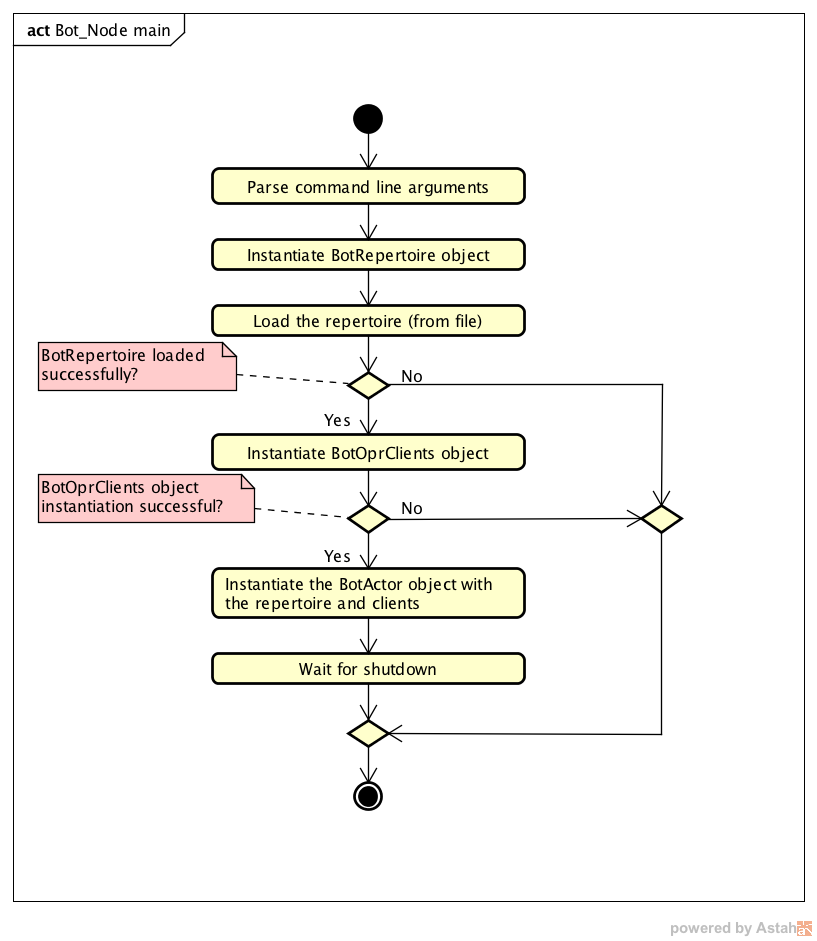 act Bot_Node main
Parse command line arguments
Instantiate BotRepertoire object
Load the repertoire (from file)
BotRepertoire loaded
successfully?
No
Yes
Instantiate BotOprClients object
BotOprClients object
instantiation successful?
No
Yes
Instantiate the BotActor object with
the repertoire and clients
Wait for shutdown
powered by Astah